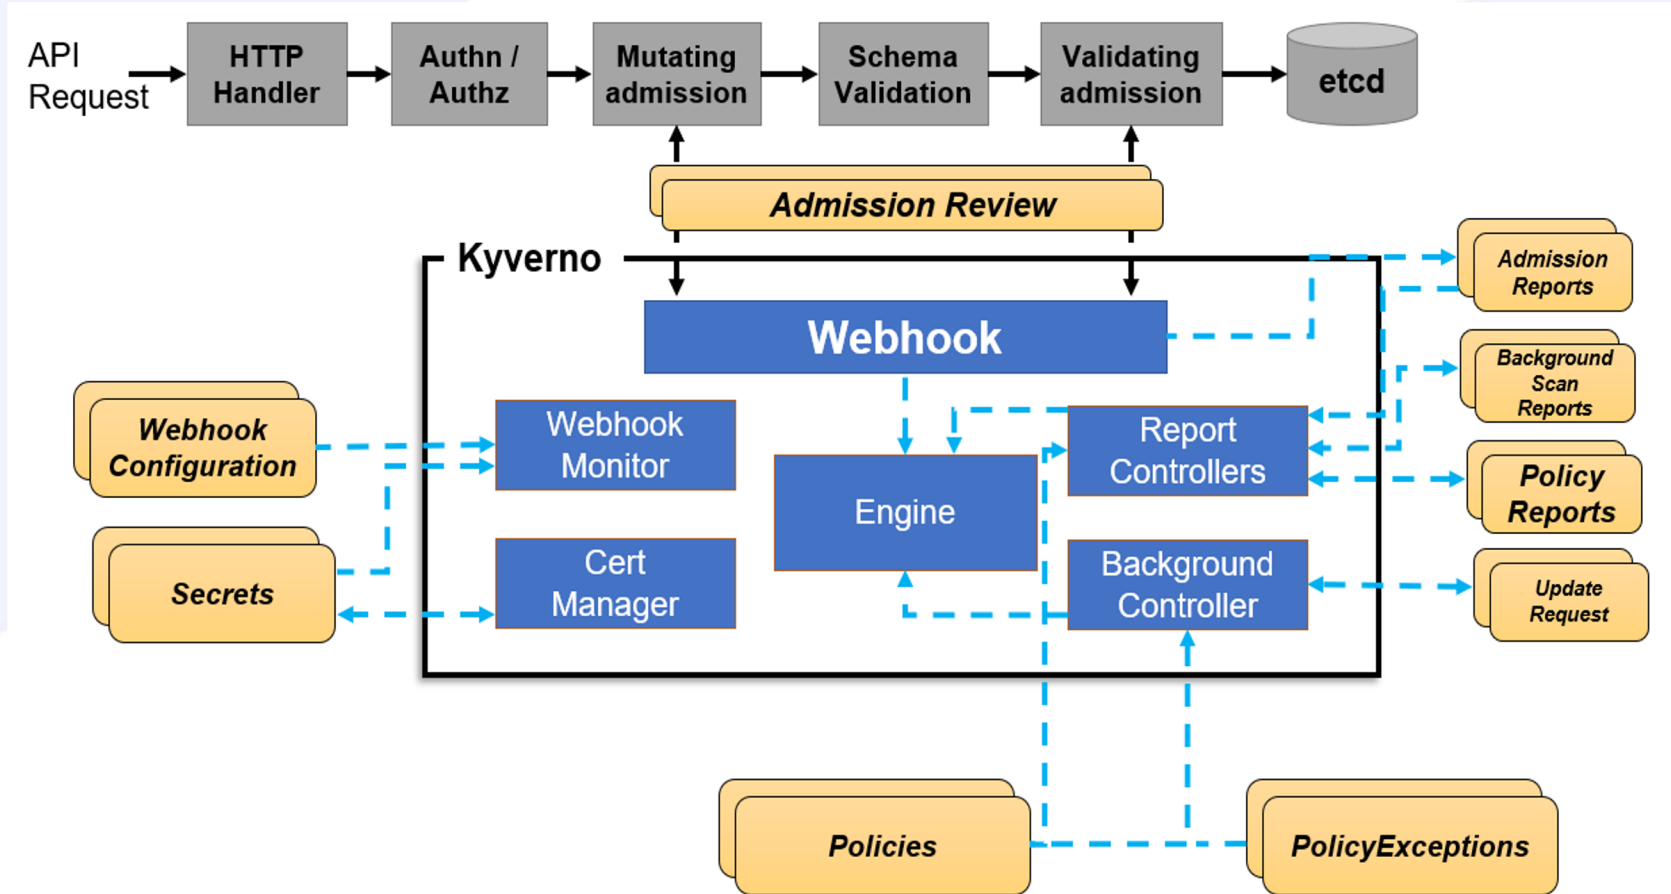 API
Request
HTTP
Handler
Authn /
Authz
Mutating
admission
Schema
Validation
Validating
admission
etcd
Admission Review
Kyverno
Webhook
Admission
Reports
Background
Scan
Reports
Webhook
Configuration
Webhook
Monitor
Report
Controllers
Policy
Reports
Engine
Secrets
Cert
Manager
Background
Controller
Update
Request
Policies
PolicyExceptions